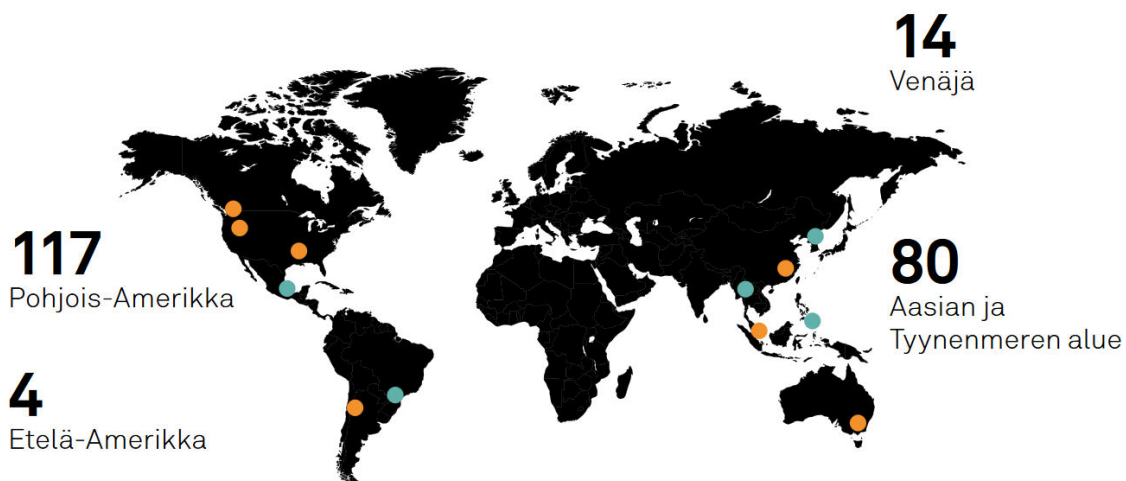 14
Venäjä
117
Pohjois-Amerikka
80
Aasian ja
Tyynenmeren alue
4
Etelä-Amerikka